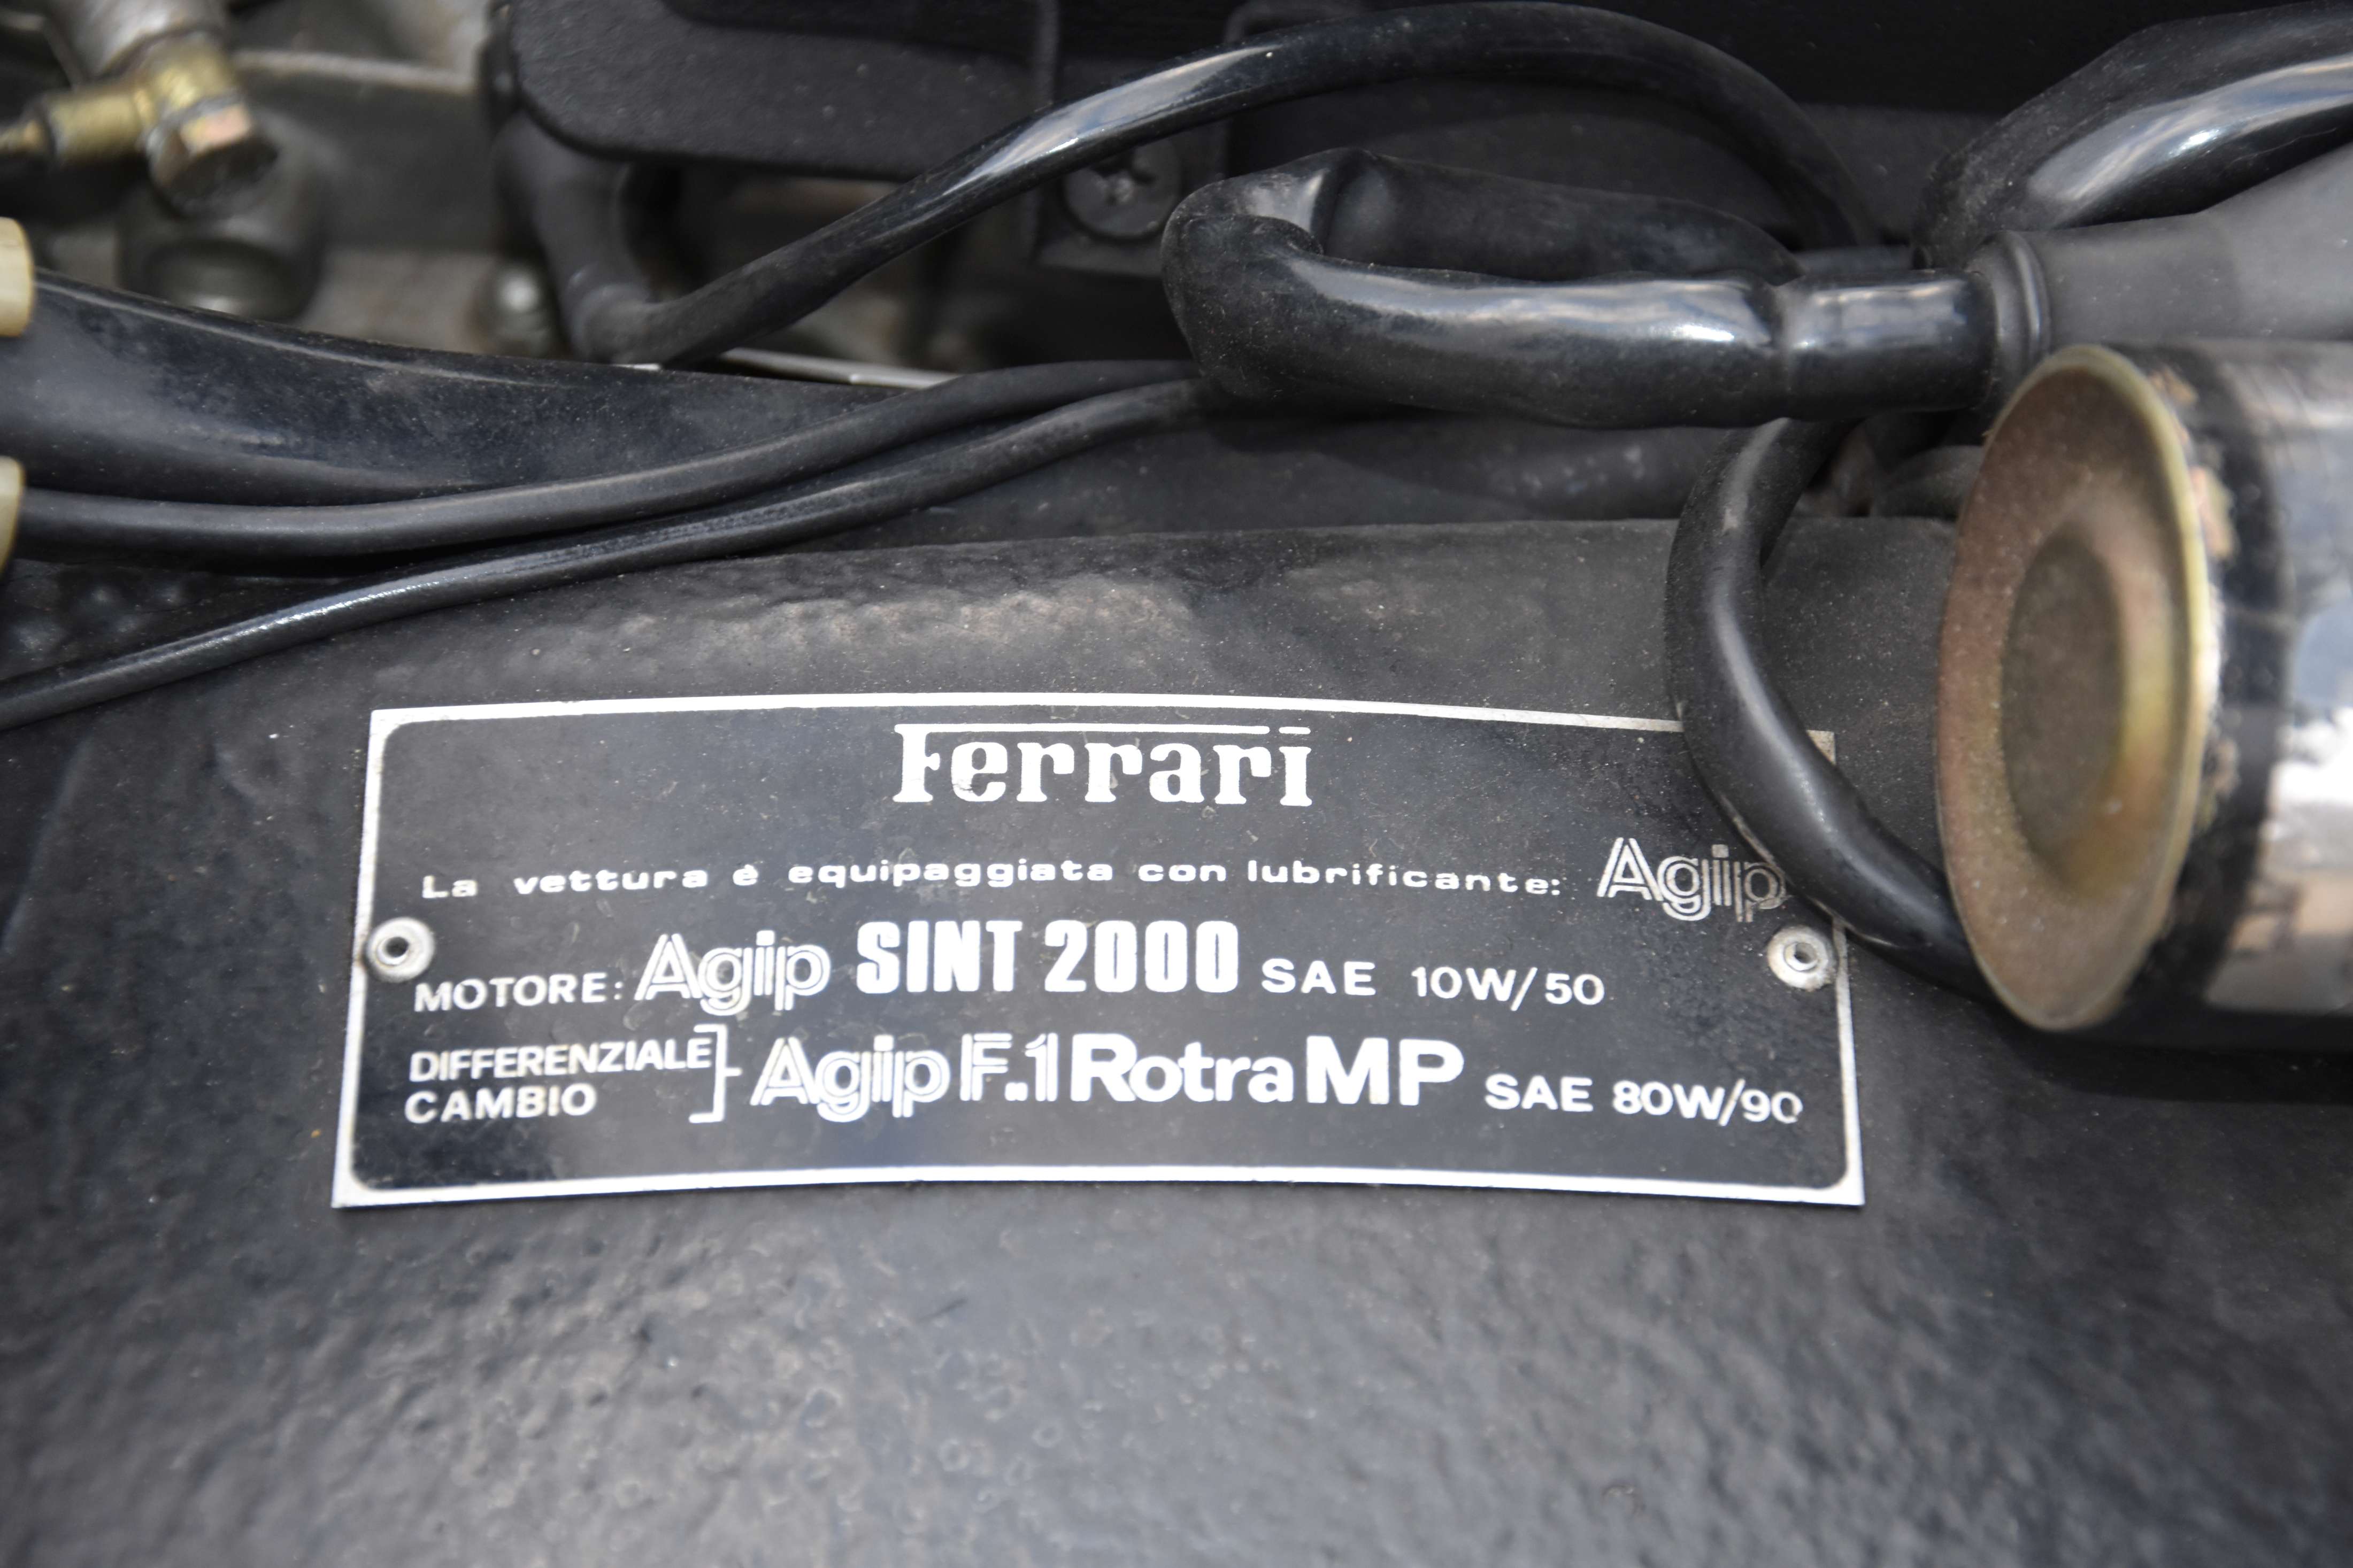 Ferrari
La vettura è equipaggiata con lubrificante: Agip
MOTORE: Agip SINT 2000 SAE 10W/50
DIFFERENZIALE
CAMBIO
Agip F.1 Rotra MP SAE 80W/90